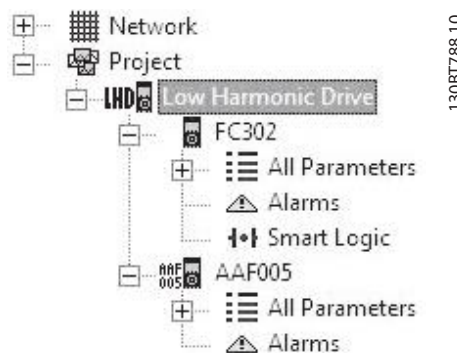 Network
Project
LHD Low Harmonic Drive
FC302
All Parameters
Alarms
Smart Logic
AAF 005 AAF005
All Parameters
Alarms
130BT788.10